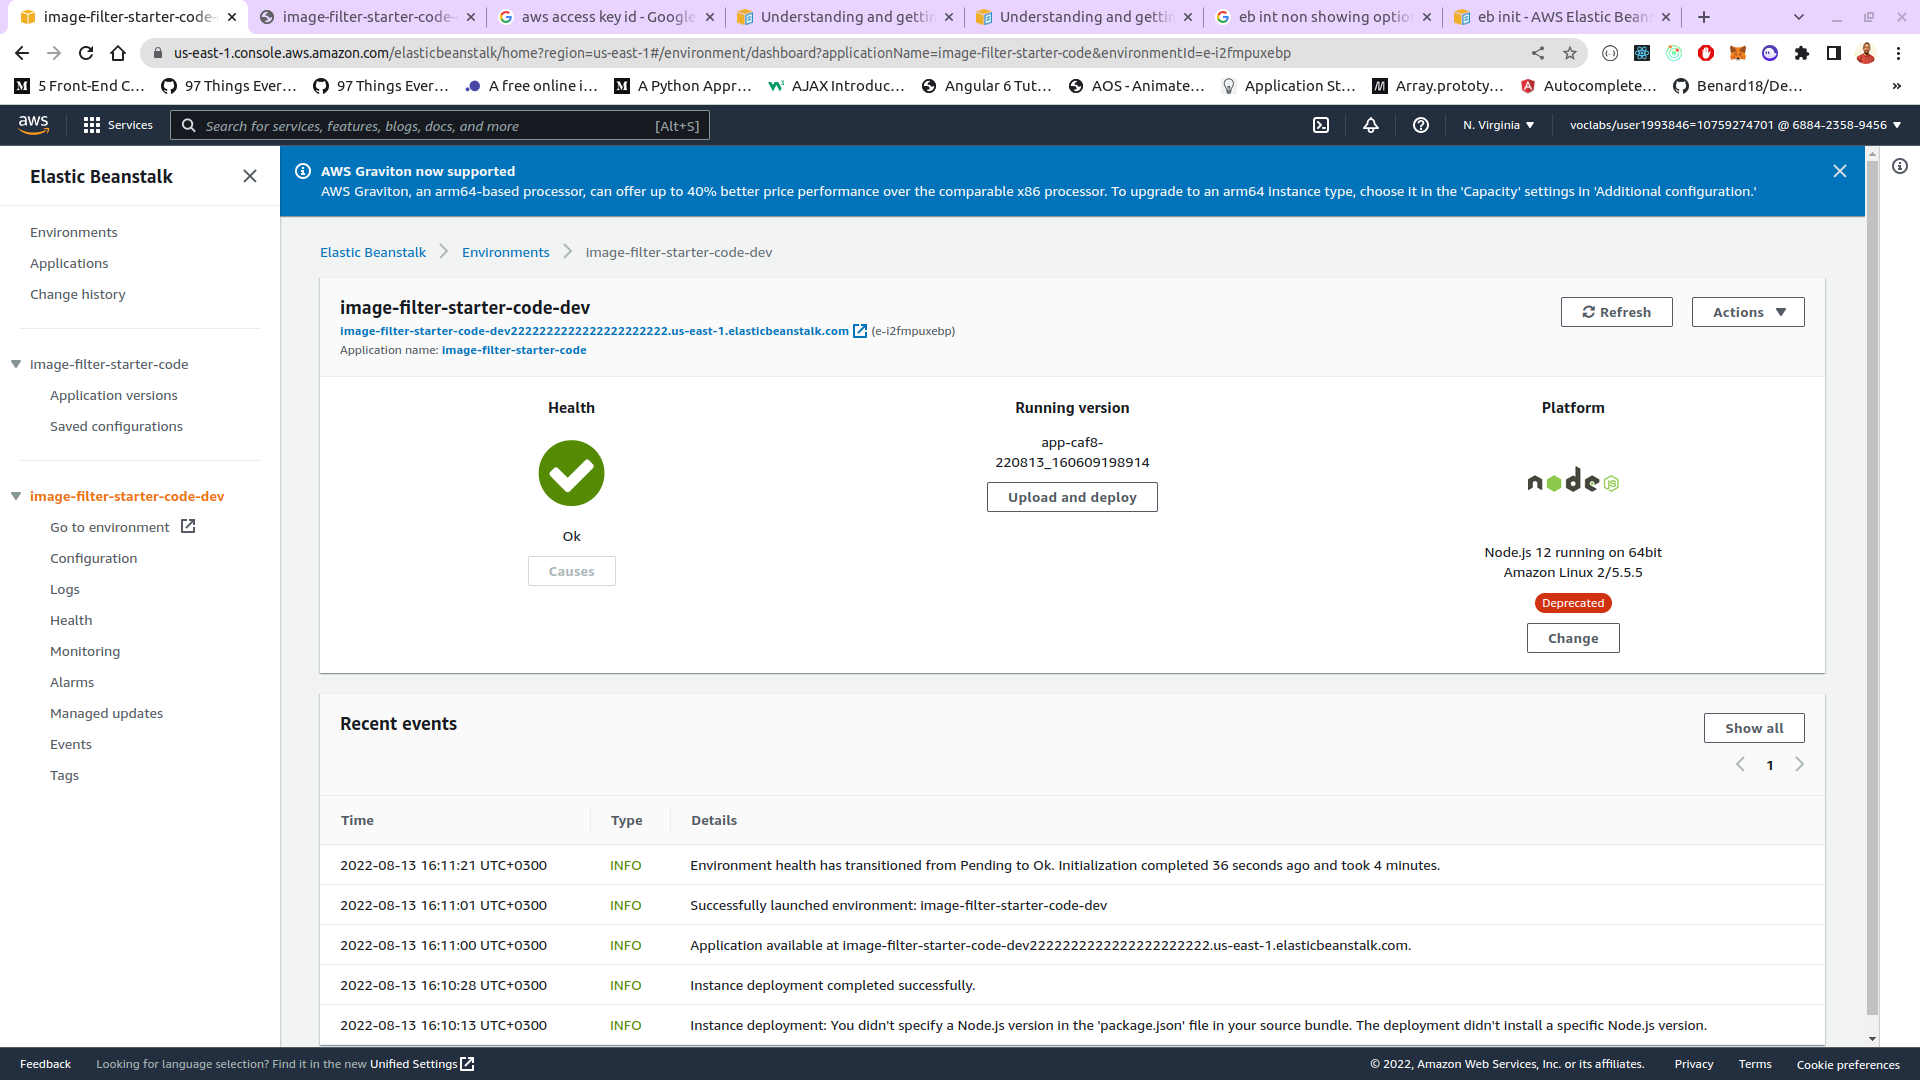 image-filter-starter-code-
image-filter-starter-code-
aws access key id - Google
Understanding and gettin
Understanding and gettin
eb int non showing optio
eb init - AWS Elastic Bean
us-east-1.console.aws.amazon.com/elasticbeanstalk/home?region=us-east-1#/environment/dashboard?applicationName=image-filter-starter-code&environmentId=e-i2fmpuxebp
5 Front-End C...
97 Things Ever...
97 Things Ever...
A free online i...
A Python Appr...
AJAX Introduc...
Angular 6 Tut...
AOS - Animate...
Application St...
Array.prototy...
Autocomplete...
Benard18/De...
»
aws
Services
Search for services, features, blogs, docs, and more
[Alt+S]
N. Virginia
voclabs/user1993846=10759274701 @ 6884-2358-9456
Elastic Beanstalk
Environments
Applications
Change history
image-filter-starter-code
Application versions
Saved configurations
image-filter-starter-code-dev
Go to environment
Configuration
Logs
Health
Monitoring
Alarms
Managed updates
Events
Tags
AWS Graviton now supported
AWS Graviton, an arm64-based processor, can offer up to 40% better price performance over the comparable x86 processor. To upgrade to an arm64 instance type, choose it in the 'Capacity' settings in 'Additional configuration.'
Elastic Beanstalk
Environments
image-filter-starter-code-dev
image-filter-starter-code-dev
image-filter-starter-code-dev2222222222222222222222.us-east-1.elasticbeanstalk.com (e-i2fmpuxebp)
Application name: image-filter-starter-code
Refresh
Actions
Health
Ok
Causes
Running version
app-caf8-
220813_160609198914
Upload and deploy
Platform
node JS
Node.js 12 running on 64bit
Amazon Linux 2/5.5.5
Deprecated
Change
Recent events
Show all
1
Time Type Details
2022-08-13 16:11:21 UTC+0300 INFO Environment health has transitioned from Pending to Ok. Initialization completed 36 seconds ago and took 4 minutes.
2022-08-13 16:11:01 UTC+0300 INFO Successfully launched environment: image-filter-starter-code-dev
2022-08-13 16:11:00 UTC+0300 INFO Application available at image-filter-starter-code-dev2222222222222222222222.us-east-1.elasticbeanstalk.com.
2022-08-13 16:10:28 UTC+0300 INFO Instance deployment completed successfully.
2022-08-13 16:10:13 UTC+0300 INFO Instance deployment: You didn't specify a Node.js version in the 'package.json' file in your source bundle. The deployment didn't install a specific Node.js version.
Feedback
Looking for language selection? Find it in the new Unified Settings
© 2022, Amazon Web Services, Inc. or its affiliates.
Privacy
Terms
Cookie preferences